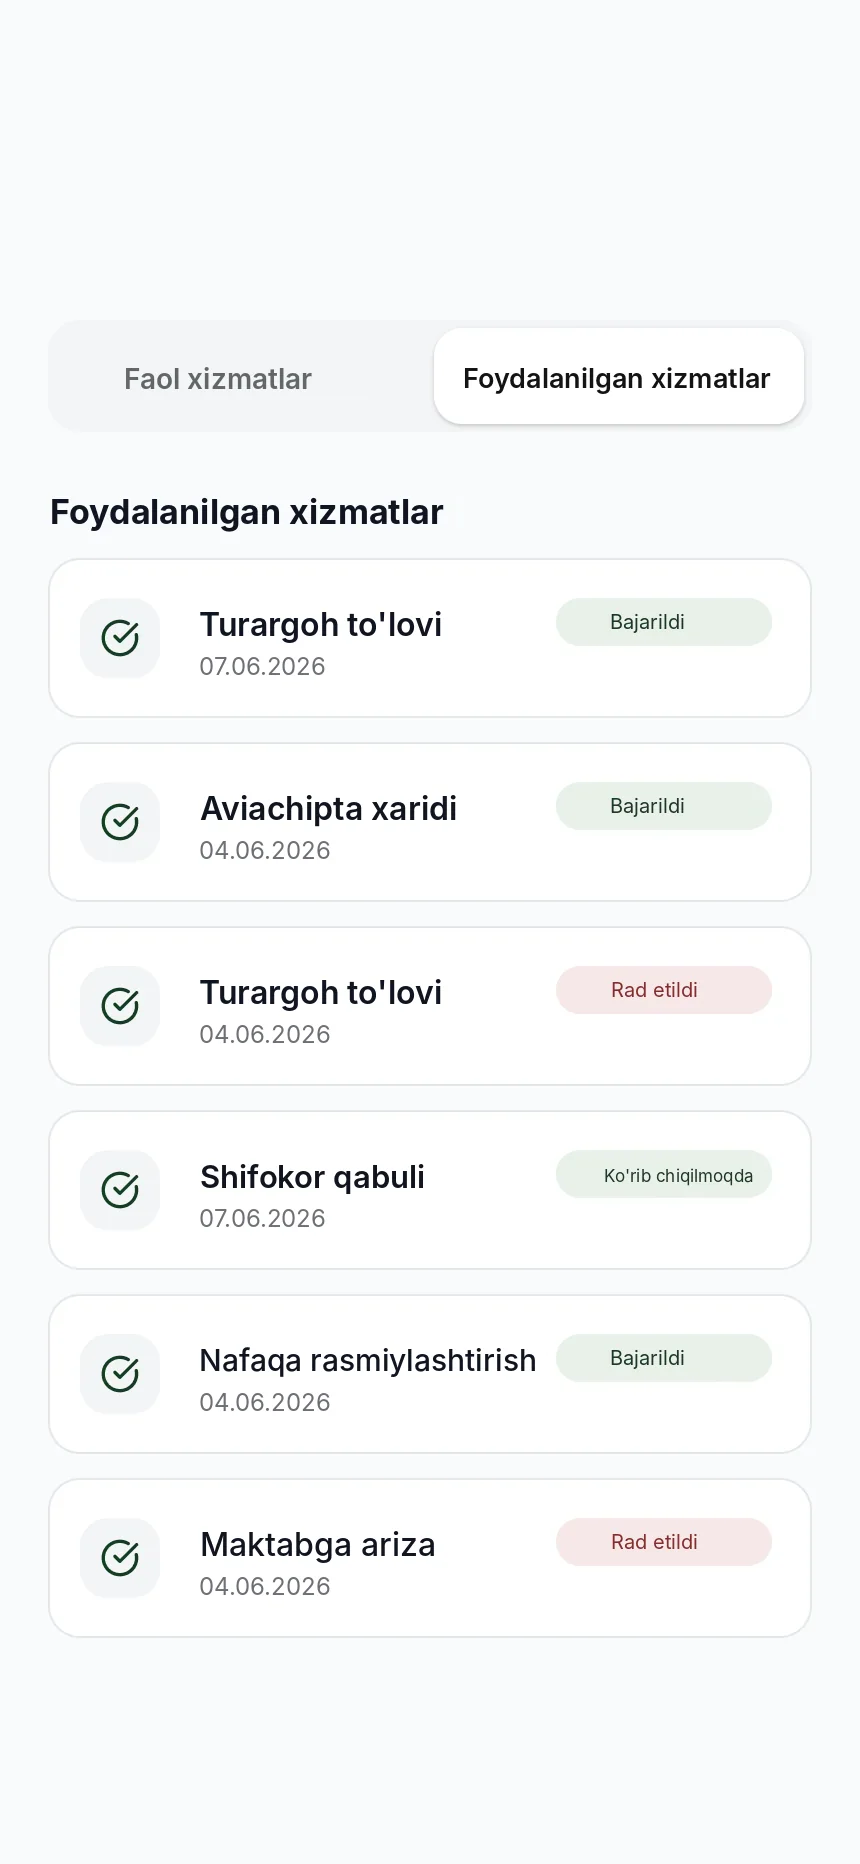 Faol xizmatlar
Foydalanilgan xizmatlar
Foydalanilgan xizmatlar
Turargoh to'lovi
Bajarildi
07.06.2026
Aviachipta xaridi
Bajarildi
04.06.2026
Turargoh to'lovi
Rad etildi
04.06.2026
Shifokor qabuli
Ko'rib chiqilmoqda
07.06.2026
Nafaqa rasmiylashtirish
Bajarildi
04.06.2026
Maktabga ariza
Rad etildi
04.06.2026